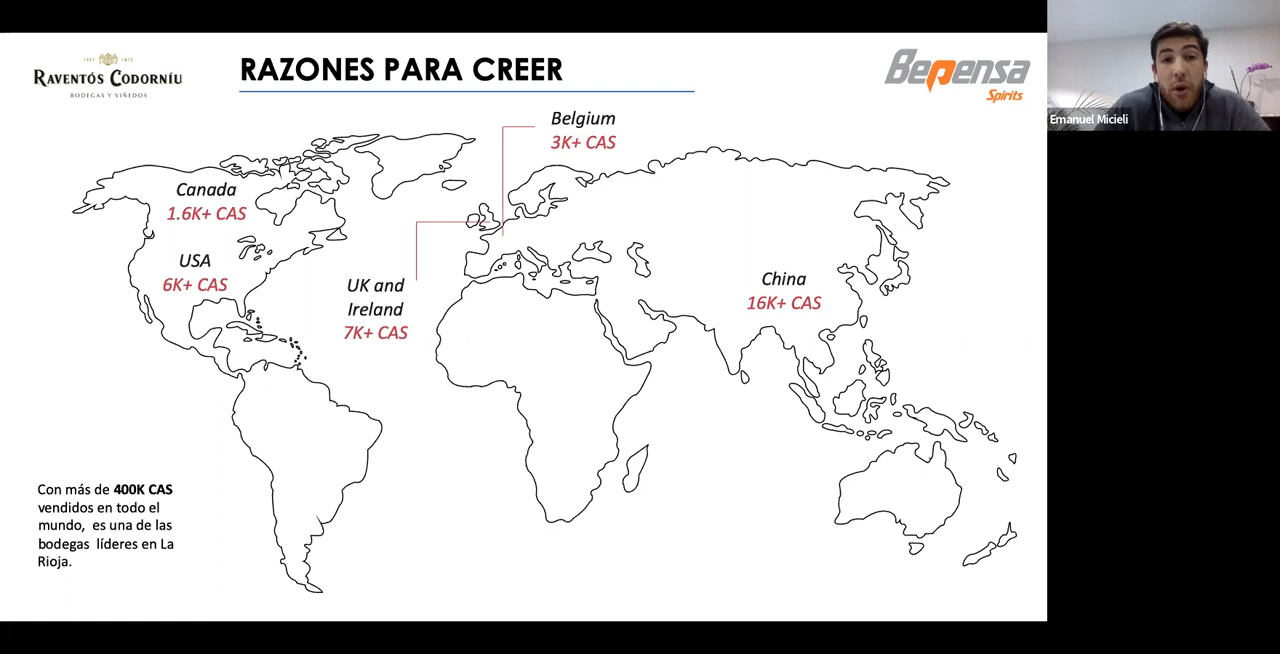 1551 1872
RAVENTÓS CODORNÍU
BODEGAS Y VIÑEDOS
RAZONES PARA CREER
Bepensa
Spirits
Emanuel Micieli
Belgium
3K+ CAS
Canada
1.6K+ CAS
USA
6K+ CAS
UK and
Ireland
7K+ CAS
China
16K+ CAS
Con más de 400K CAS
vendidos en todo el
mundo, es una de las
bodegas líderes en La
Rioja.